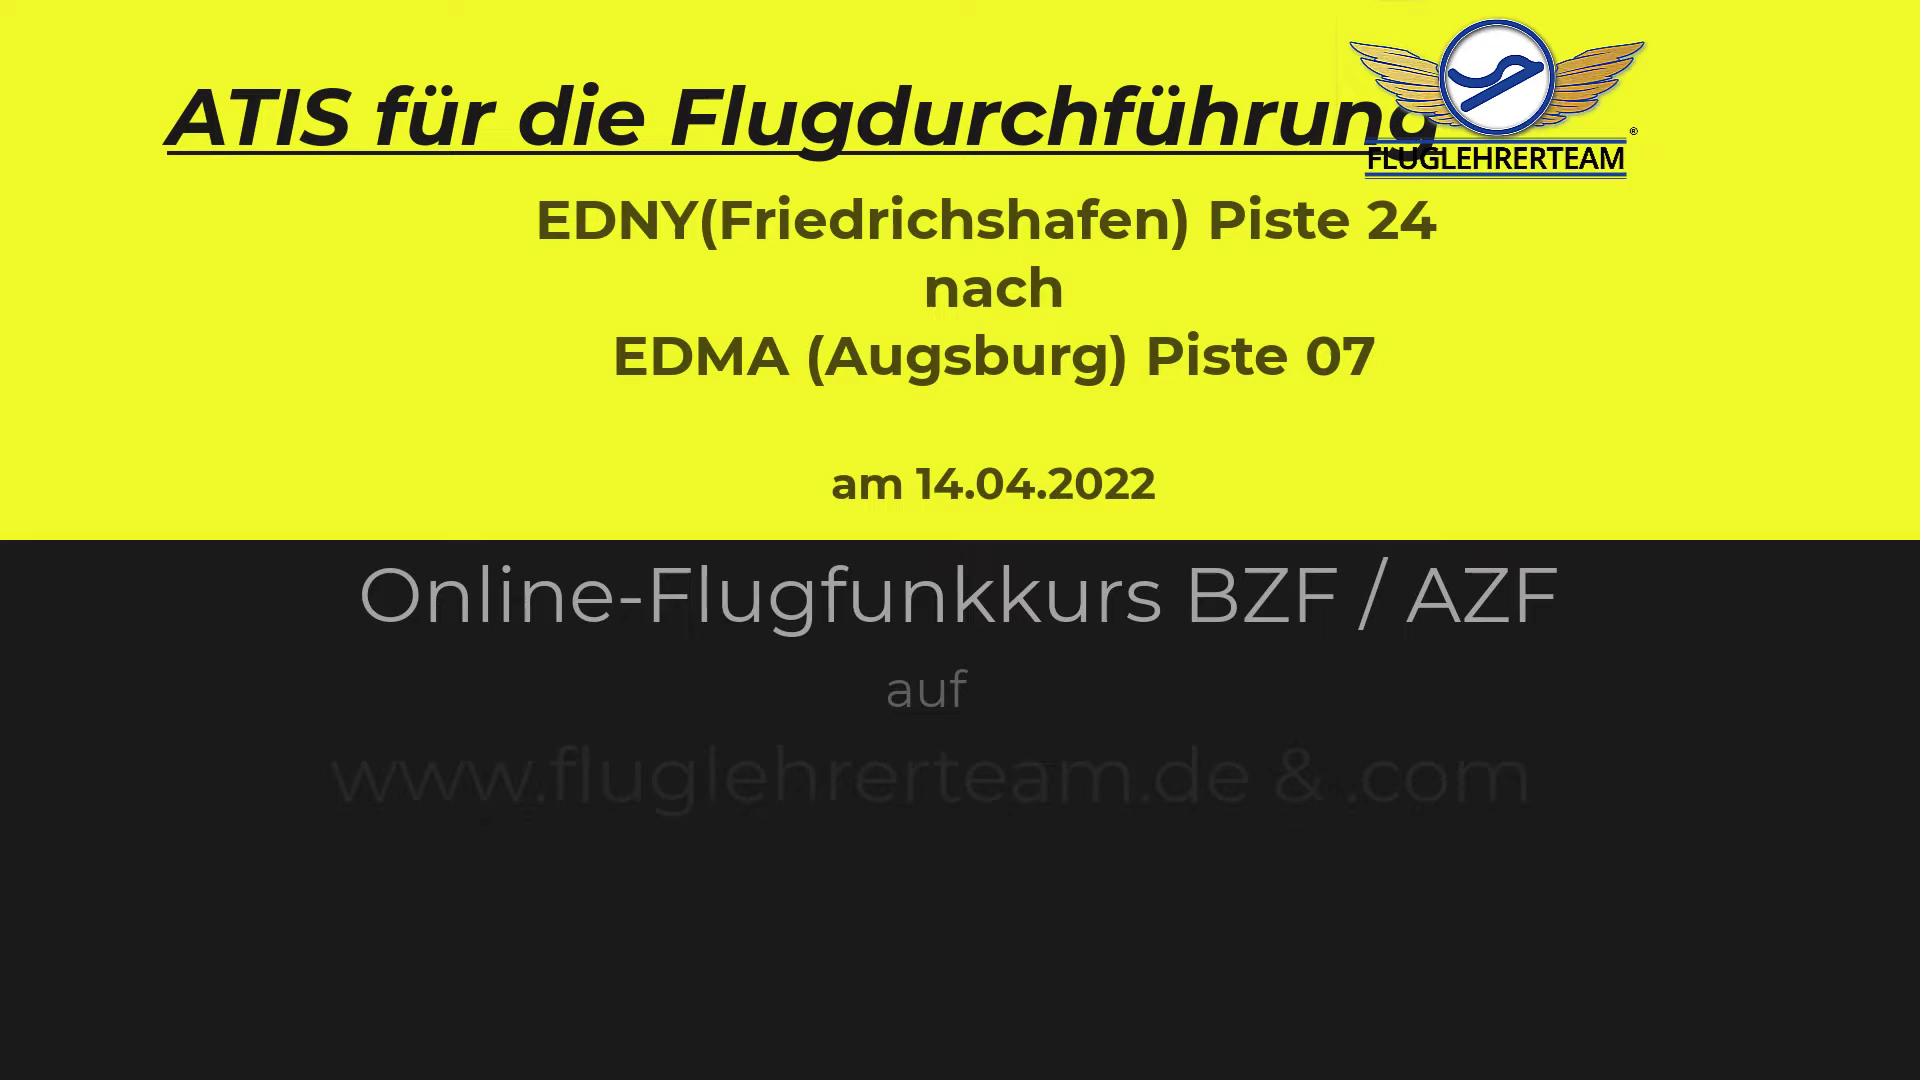 ATIS für die Flugdurchführung
®
FLUGLEHRERTEAM
EDNY(Friedrichshafen) Piste 24
nach
EDMA (Augsburg) Piste 07
am 14.04.2022
Online-Flugfunkkurs BZF / AZF
auf
www.fluglehrerteam.de & .com